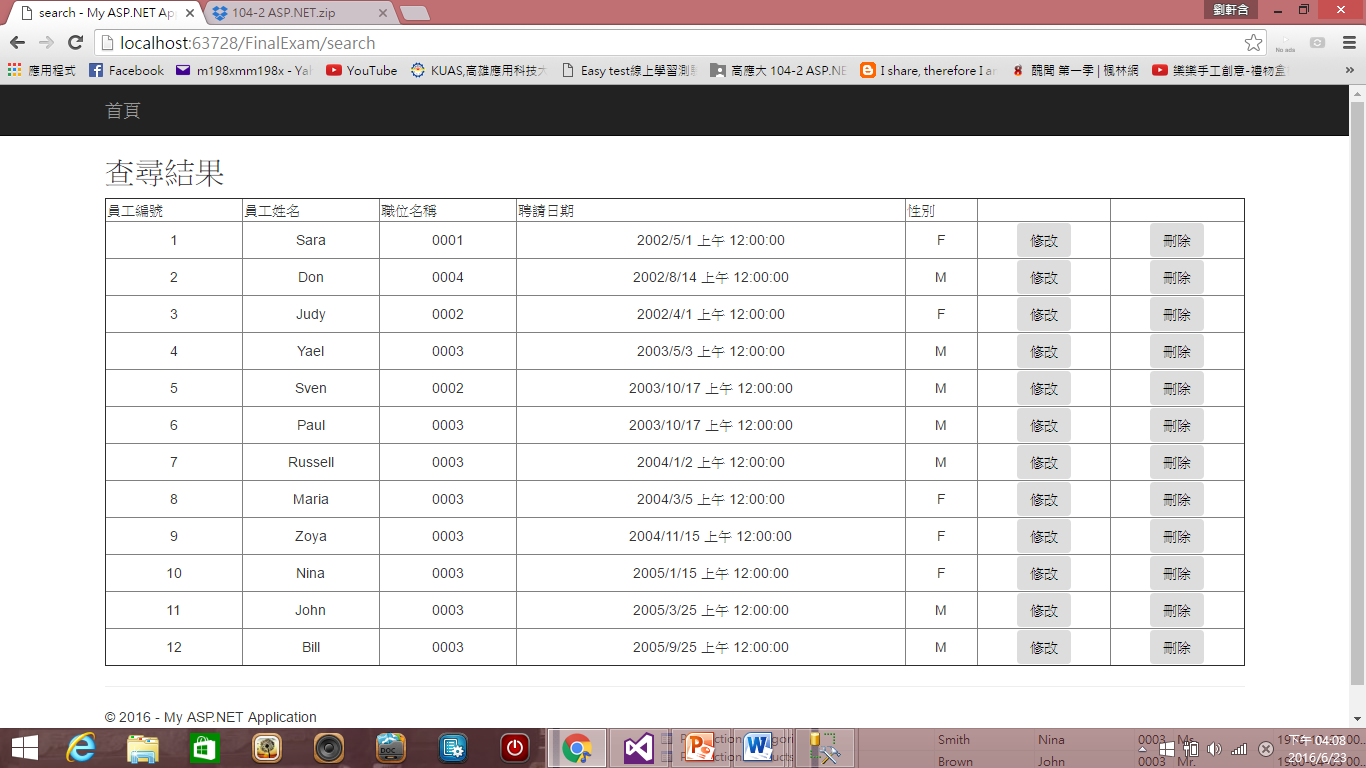 search - My ASP.NET Ap
104-2 ASP.NET.zip
劉軒含
localhost:63728/FinalExam/search
No ads
應用程式
Facebook
m198xmm198x - Ya
YouTube
KUAS,高雄應用科技大
Easy test線上學習測驗
高應大 104-2 ASP.NE
I share, therefore I a
醜聞 第一季 | 楓林網
樂樂手工創意-禮物盒
»
首頁
查尋結果
員工編號 員工姓名 職位名稱 聘請日期 性別
1 Sara 0001 2002/5/1 上午 12:00:00 F 修改 刪除
2 Don 0004 2002/8/14 上午 12:00:00 M 修改 刪除
3 Judy 0002 2002/4/1 上午 12:00:00 F 修改 刪除
4 Yael 0003 2003/5/3 上午 12:00:00 M 修改 刪除
5 Sven 0002 2003/10/17 上午 12:00:00 M 修改 刪除
6 Paul 0003 2003/10/17 上午 12:00:00 M 修改 刪除
7 Russell 0003 2004/1/2 上午 12:00:00 M 修改 刪除
8 Maria 0003 2004/3/5 上午 12:00:00 F 修改 刪除
9 Zoya 0003 2004/11/15 上午 12:00:00 F 修改 刪除
10 Nina 0003 2005/1/15 上午 12:00:00 F 修改 刪除
11 John 0003 2005/3/25 上午 12:00:00 M 修改 刪除
12 Bill 0003 2005/9/25 上午 12:00:00 M 修改 刪除
© 2016 - My ASP.NET Application
Smith Nina 0003 Ms.
Brown John 0003 Mr.
下午 04:08
2016/6/23